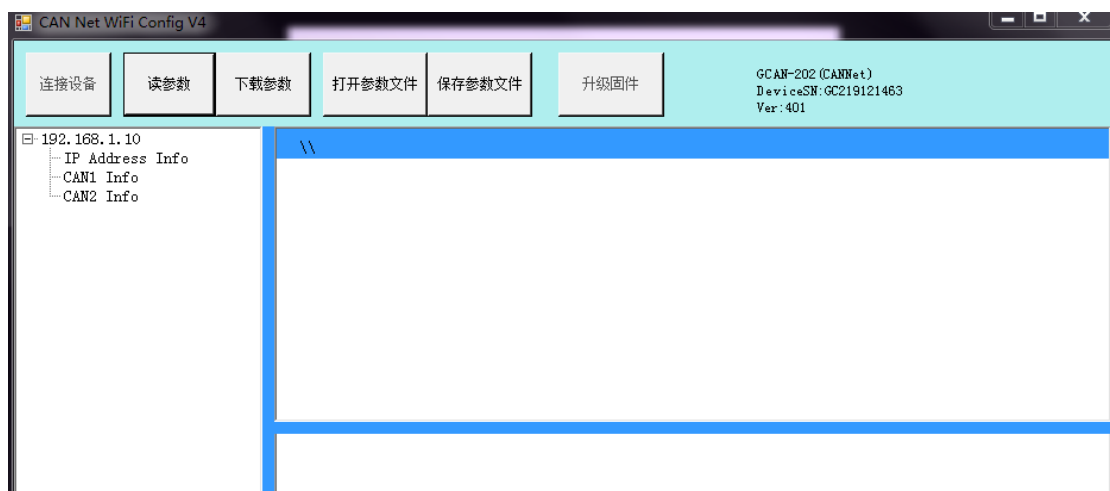 CAN Net WiFi Config V4
连接设备 读参数 下载参数 打开参数文件 保存参数文件 升级固件
GCAN-202(CANNet)
DeviceSN:GC219121463
Ver:401
192.168.1.10
IP Address Info
CAN1 Info
CAN2 Info
\\